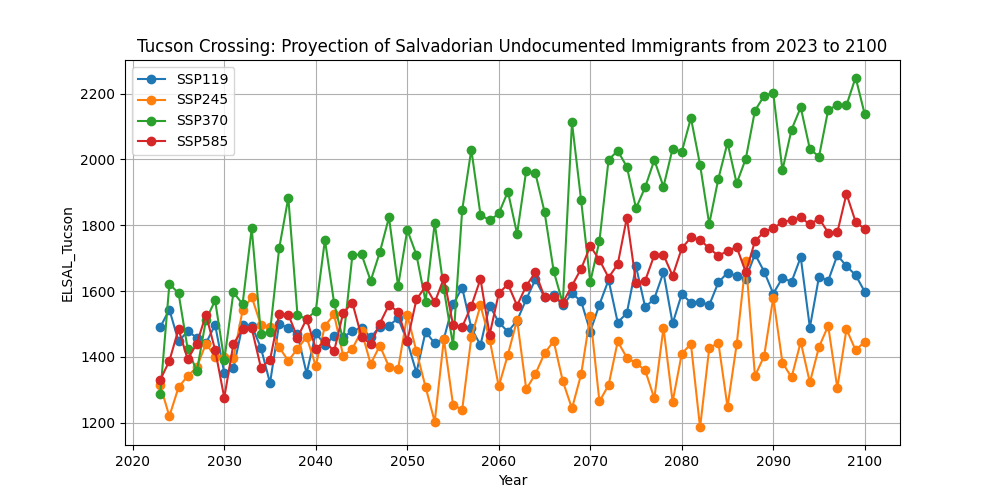 Tucson Crossing: Proyection of Salvadorian Undocumented Immigrants from 2023 to 2100
SSP119
SSP245
SSP370
SSP585
2200
2000
1800
1600
1400
1200
ELSAL_Tucson
2020 2030 2040 2050 2060 2070 2080 2090 2100
Year